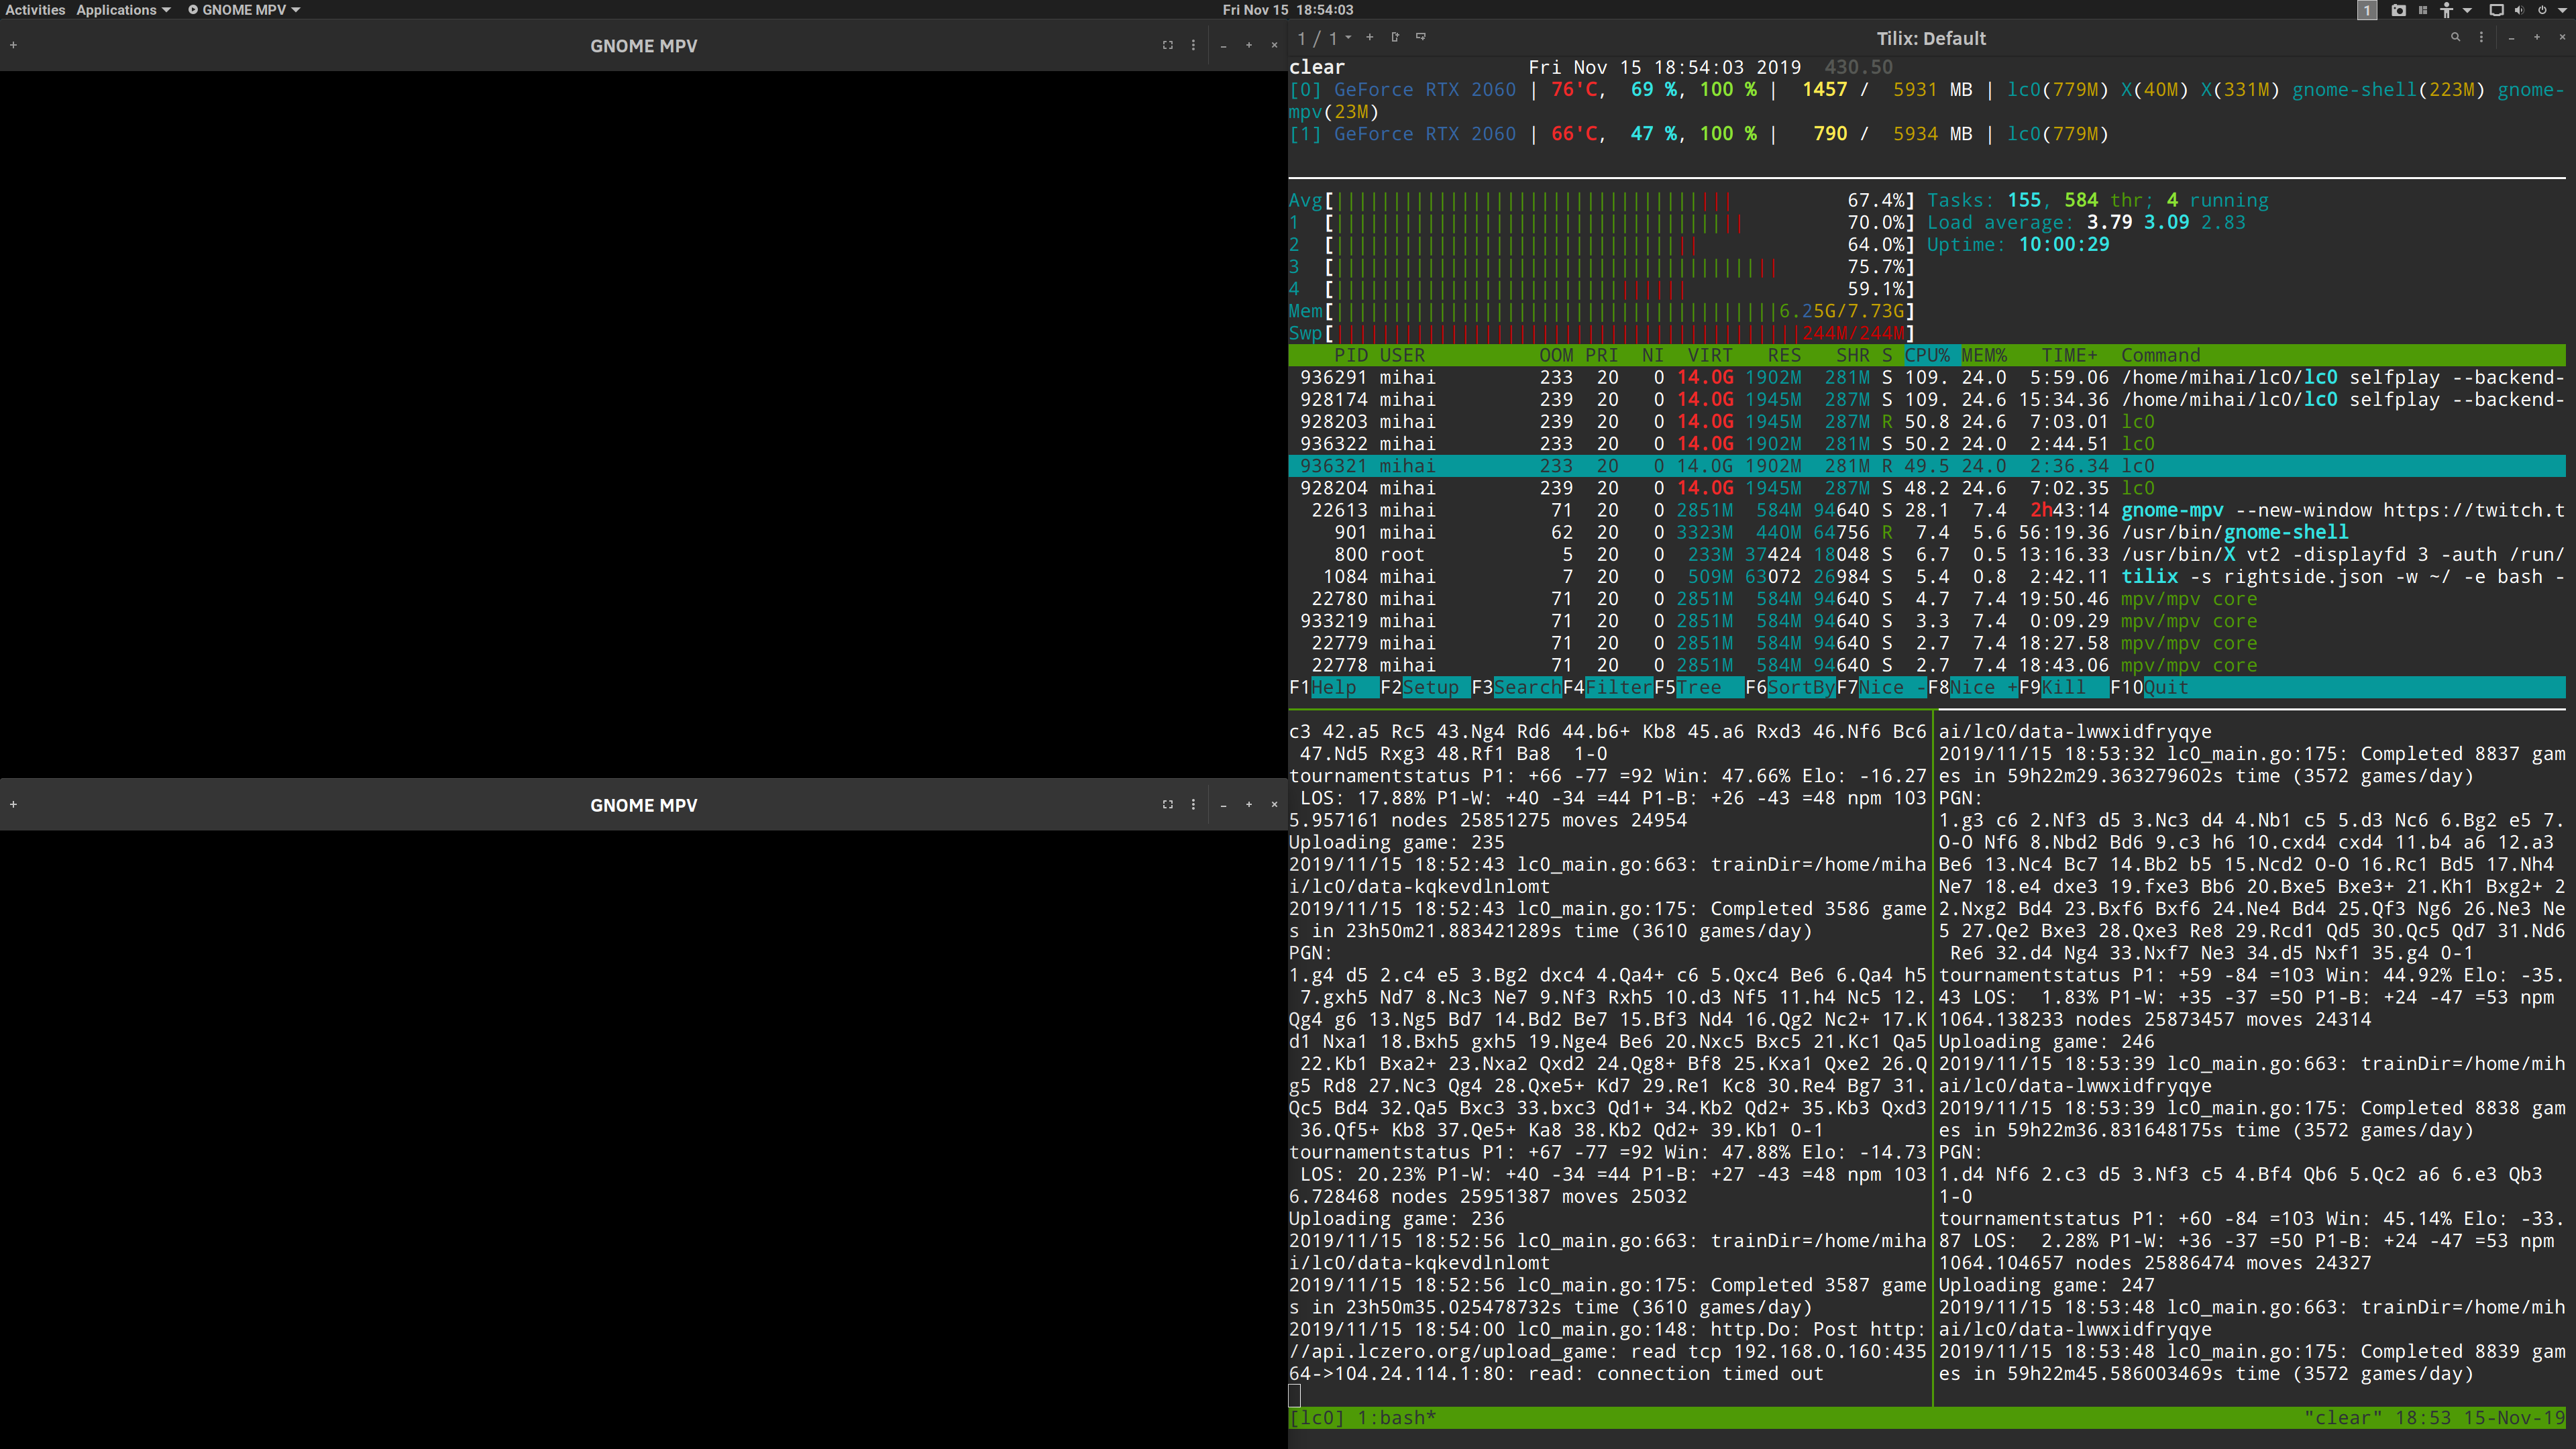 Activities Applications GNOME MPV Fri Nov 15 18:54:03 1
GNOME MPV
GNOME MPV
1 / 1 Tilix: Default
clear Fri Nov 15 18:54:03 2019 430.50
[0] GeForce RTX 2060 | 76'C, 69 %, 100 % | 1457 / 5931 MB | lc0(779M) X(40M) X(331M) gnome-shell(223M) gnome-
mpv(23M)
[1] GeForce RTX 2060 | 66'C, 47 %, 100 % | 790 / 5934 MB | lc0(779M)
Avg[ 67.4%] Tasks: 155, 584 thr; 4 running
1 [ 70.0%] Load average: 3.79 3.09 2.83
2 [ 64.0%] Uptime: 10:00:29
3 [ 75.7%]
4 [ 59.1%]
Mem[ 6.25G/7.73G]
Swp[ 244M/244M]
PID USER OOM PRI NI VIRT RES SHR S CPU% MEM% TIME+ Command
936291 mihai 233 20 0 14.0G 1902M 281M S 109. 24.0 5:59.06 /home/mihai/lc0/lc0 selfplay --backend-
928174 mihai 239 20 0 14.0G 1945M 287M S 109. 24.6 15:34.36 /home/mihai/lc0/lc0 selfplay --backend-
928203 mihai 239 20 0 14.0G 1945M 287M R 50.8 24.6 7:03.01 lc0
936322 mihai 233 20 0 14.0G 1902M 281M S 50.2 24.0 2:44.51 lc0
936321 mihai 233 20 0 14.0G 1902M 281M R 49.5 24.0 2:36.34 lc0
928204 mihai 239 20 0 14.0G 1945M 287M S 48.2 24.6 7:02.35 lc0
22613 mihai 71 20 0 2851M 584M 94640 S 28.1 7.4 2h43:14 gnome-mpv --new-window https://twitch.t
901 mihai 62 20 0 3323M 440M 64756 R 7.4 5.6 56:19.36 /usr/bin/gnome-shell
800 root 5 20 0 233M 37424 18048 S 6.7 0.5 13:16.33 /usr/bin/X vt2 -displayfd 3 -auth /run/
1084 mihai 7 20 0 509M 63072 26984 S 5.4 0.8 2:42.11 tilix -s rightside.json -w ~/ -e bash -
22780 mihai 71 20 0 2851M 584M 94640 S 4.7 7.4 19:50.46 mpv/mpv core
933219 mihai 71 20 0 2851M 584M 94640 S 3.3 7.4 0:09.29 mpv/mpv core
22779 mihai 71 20 0 2851M 584M 94640 S 2.7 7.4 18:27.58 mpv/mpv core
22778 mihai 71 20 0 2851M 584M 94640 S 2.7 7.4 18:43.06 mpv/mpv core
F1Help F2Setup F3SearchF4FilterF5Tree F6SortByF7Nice -F8Nice +F9Kill F10Quit
c3 42.a5 Rc5 43.Ng4 Rd6 44.b6+ Kb8 45.a6 Rxd3 46.Nf6 Bc6
47.Nd5 Rxg3 48.Rf1 Ba8 1-0
tournamentstatus P1: +66 -77 =92 Win: 47.66% Elo: -16.27
LOS: 17.88% P1-W: +40 -34 =44 P1-B: +26 -43 =48 npm 103
5.957161 nodes 25851275 moves 24954
Uploading game: 235
2019/11/15 18:52:43 lc0_main.go:663: trainDir=/home/miha
i/lc0/data-kqkevdlnlomt
2019/11/15 18:52:43 lc0_main.go:175: Completed 3586 game
s in 23h50m21.883421289s time (3610 games/day)
PGN:
1.g4 d5 2.c4 e5 3.Bg2 dxc4 4.Qa4+ c6 5.Qxc4 Be6 6.Qa4 h5
7.gxh5 Nd7 8.Nc3 Ne7 9.Nf3 Rxh5 10.d3 Nf5 11.h4 Nc5 12.
Qg4 g6 13.Ng5 Bd7 14.Bd2 Be7 15.Bf3 Nd4 16.Qg2 Nc2+ 17.K
d1 Nxa1 18.Bxh5 gxh5 19.Nge4 Be6 20.Nxc5 Bxc5 21.Kc1 Qa5
22.Kb1 Bxa2+ 23.Nxa2 Qxd2 24.Qg8+ Bf8 25.Kxa1 Qxe2 26.Q
g5 Rd8 27.Nc3 Qg4 28.Qxe5+ Kd7 29.Re1 Kc8 30.Re4 Bg7 31.
Qc5 Bd4 32.Qa5 Bxc3 33.bxc3 Qd1+ 34.Kb2 Qd2+ 35.Kb3 Qxd3
36.Qf5+ Kb8 37.Qe5+ Ka8 38.Kb2 Qd2+ 39.Kb1 0-1
tournamentstatus P1: +67 -77 =92 Win: 47.88% Elo: -14.73
LOS: 20.23% P1-W: +40 -34 =44 P1-B: +27 -43 =48 npm 103
6.728468 nodes 25951387 moves 25032
Uploading game: 236
2019/11/15 18:52:56 lc0_main.go:663: trainDir=/home/miha
i/lc0/data-kqkevdlnlomt
2019/11/15 18:52:56 lc0_main.go:175: Completed 3587 game
s in 23h50m35.025478732s time (3610 games/day)
2019/11/15 18:54:00 lc0_main.go:148: http.Do: Post http:
//api.lczero.org/upload_game: read tcp 192.168.0.160:435
64->104.24.114.1:80: read: connection timed out
ai/lc0/data-lwwxidfryqye
2019/11/15 18:53:32 lc0_main.go:175: Completed 8837 gam
es in 59h22m29.363279602s time (3572 games/day)
PGN:
1.g3 c6 2.Nf3 d5 3.Nc3 d4 4.Nb1 c5 5.d3 Nc6 6.Bg2 e5 7.
O-O Nf6 8.Nbd2 Bd6 9.c3 h6 10.cxd4 cxd4 11.b4 a6 12.a3
Be6 13.Nc4 Bc7 14.Bb2 b5 15.Ncd2 O-O 16.Rc1 Bd5 17.Nh4
Ne7 18.e4 dxe3 19.fxe3 Bb6 20.Bxe5 Bxe3+ 21.Kh1 Bxg2+ 2
2.Nxg2 Bd4 23.Bxf6 Bxf6 24.Ne4 Bd4 25.Qf3 Ng6 26.Ne3 Ne
5 27.Qe2 Bxe3 28.Qxe3 Re8 29.Rcd1 Qd5 30.Qc5 Qd7 31.Nd6
Re6 32.d4 Ng4 33.Nxf7 Ne3 34.d5 Nxf1 35.g4 0-1
tournamentstatus P1: +59 -84 =103 Win: 44.92% Elo: -35.
43 LOS: 1.83% P1-W: +35 -37 =50 P1-B: +24 -47 =53 npm
1064.138233 nodes 25873457 moves 24314
Uploading game: 246
2019/11/15 18:53:39 lc0_main.go:663: trainDir=/home/mih
ai/lc0/data-lwwxidfryqye
2019/11/15 18:53:39 lc0_main.go:175: Completed 8838 gam
es in 59h22m36.831648175s time (3572 games/day)
PGN:
1.d4 Nf6 2.c3 d5 3.Nf3 c5 4.Bf4 Qb6 5.Qc2 a6 6.e3 Qb3
1-0
tournamentstatus P1: +60 -84 =103 Win: 45.14% Elo: -33.
87 LOS: 2.28% P1-W: +36 -37 =50 P1-B: +24 -47 =53 npm
1064.104657 nodes 25886474 moves 24327
Uploading game: 247
2019/11/15 18:53:48 lc0_main.go:663: trainDir=/home/mih
ai/lc0/data-lwwxidfryqye
2019/11/15 18:53:48 lc0_main.go:175: Completed 8839 gam
es in 59h22m45.586003469s time (3572 games/day)
[lc0] 1:bash* "clear" 18:53 15-Nov-19